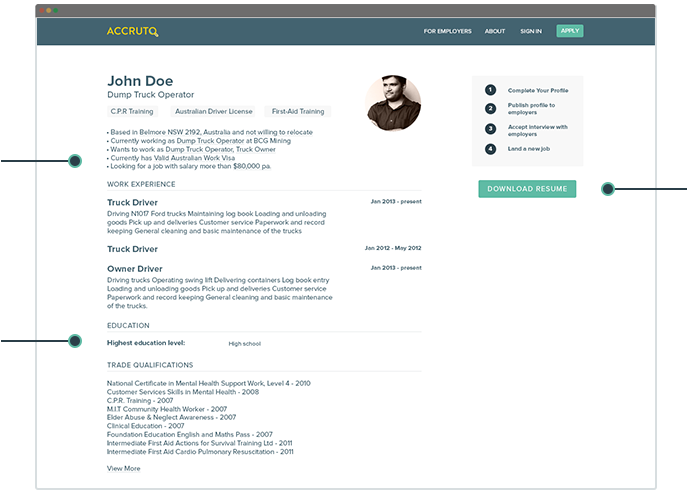 ACCRUTO
FOR EMPLOYERS ABOUT SIGN IN APPLY
John Doe
Dump Truck Operator
C.P.R Training Australian Driver License First-Aid Training
• Based in Belmore NSW 2192, Australia and not willing to relocate
• Currently working as Dump Truck Operator at BCG Mining
• Wants to work as Dump Truck Operator, Truck Owner
• Currently has Valid Australian Work Visa
• Looking for a job with salary more than $80,000 pa.
WORK EXPERIENCE
Truck Driver Jan 2013 - present
Driving N1017 Ford trucks Maintaining log book Loading and unloading
goods Pick up and deliveries Customer service Paperwork and record
keeping General cleaning and basic maintenance of the trucks
Truck Driver Jan 2012 - May 2012
Owner Driver Jan 2013 - present
Driving trucks Operating swing lift Delivering containers Log book entry
Loading and unloading goods Pick up and deliveries Customer service
Paperwork and record keeping General cleaning and basic maintenance
of the trucks.
EDUCATION
Highest education level: High school
TRADE QUALIFICATIONS
National Certificate in Mental Health Support Work, Level 4 - 2010
Customer Services Skills in Mental Health - 2008
C.P.R. Training - 2007
M.I.T Community Health Worker - 2007
Elder Abuse & Neglect Awareness - 2007
Clinical Education - 2007
Foundation Education English and Maths Pass - 2007
Intermediate First Aid Actions for Survival Training Ltd - 2011
Intermediate First Aid Cardio Pulmonary Resuscitation - 2011
View More
1 Complete Your Profile
2 Publish profile to
employers
3 Accept interview with
employers
4 Land a new job
DOWNLOAD RESUME